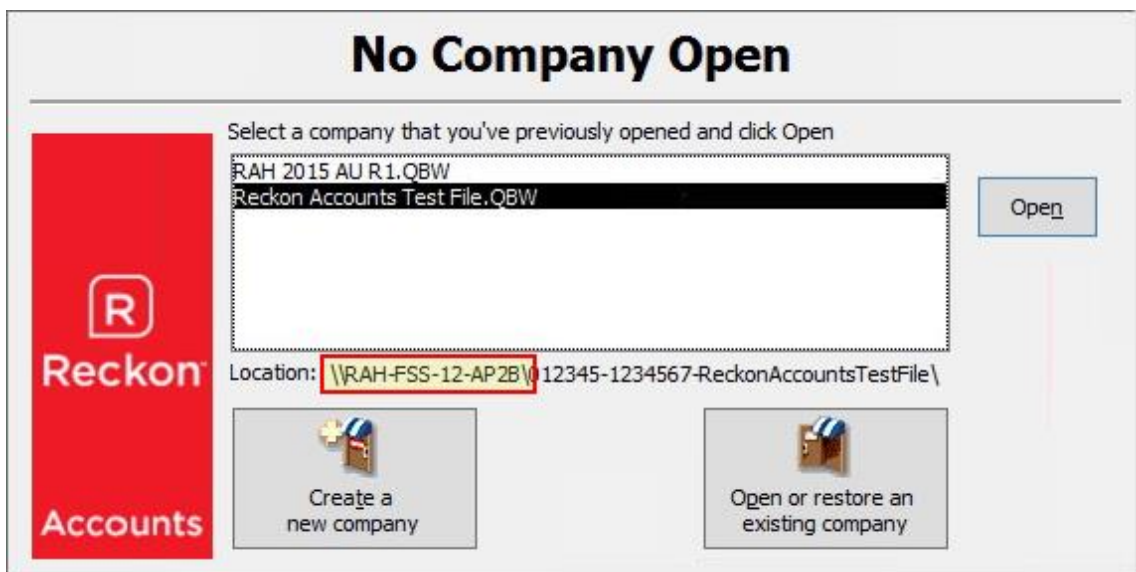 No Company Open
Select a company that you've previously opened and click Open
RAH 2015 AU R1.QBW
Reckon Accounts Test File.QBW
Open
R
Reckon
Location: \\RAH-FSS-12-AP2B\012345-1234567-ReckonAccountsTestFile\
Create a
new company
Open or restore an
existing company
Accounts